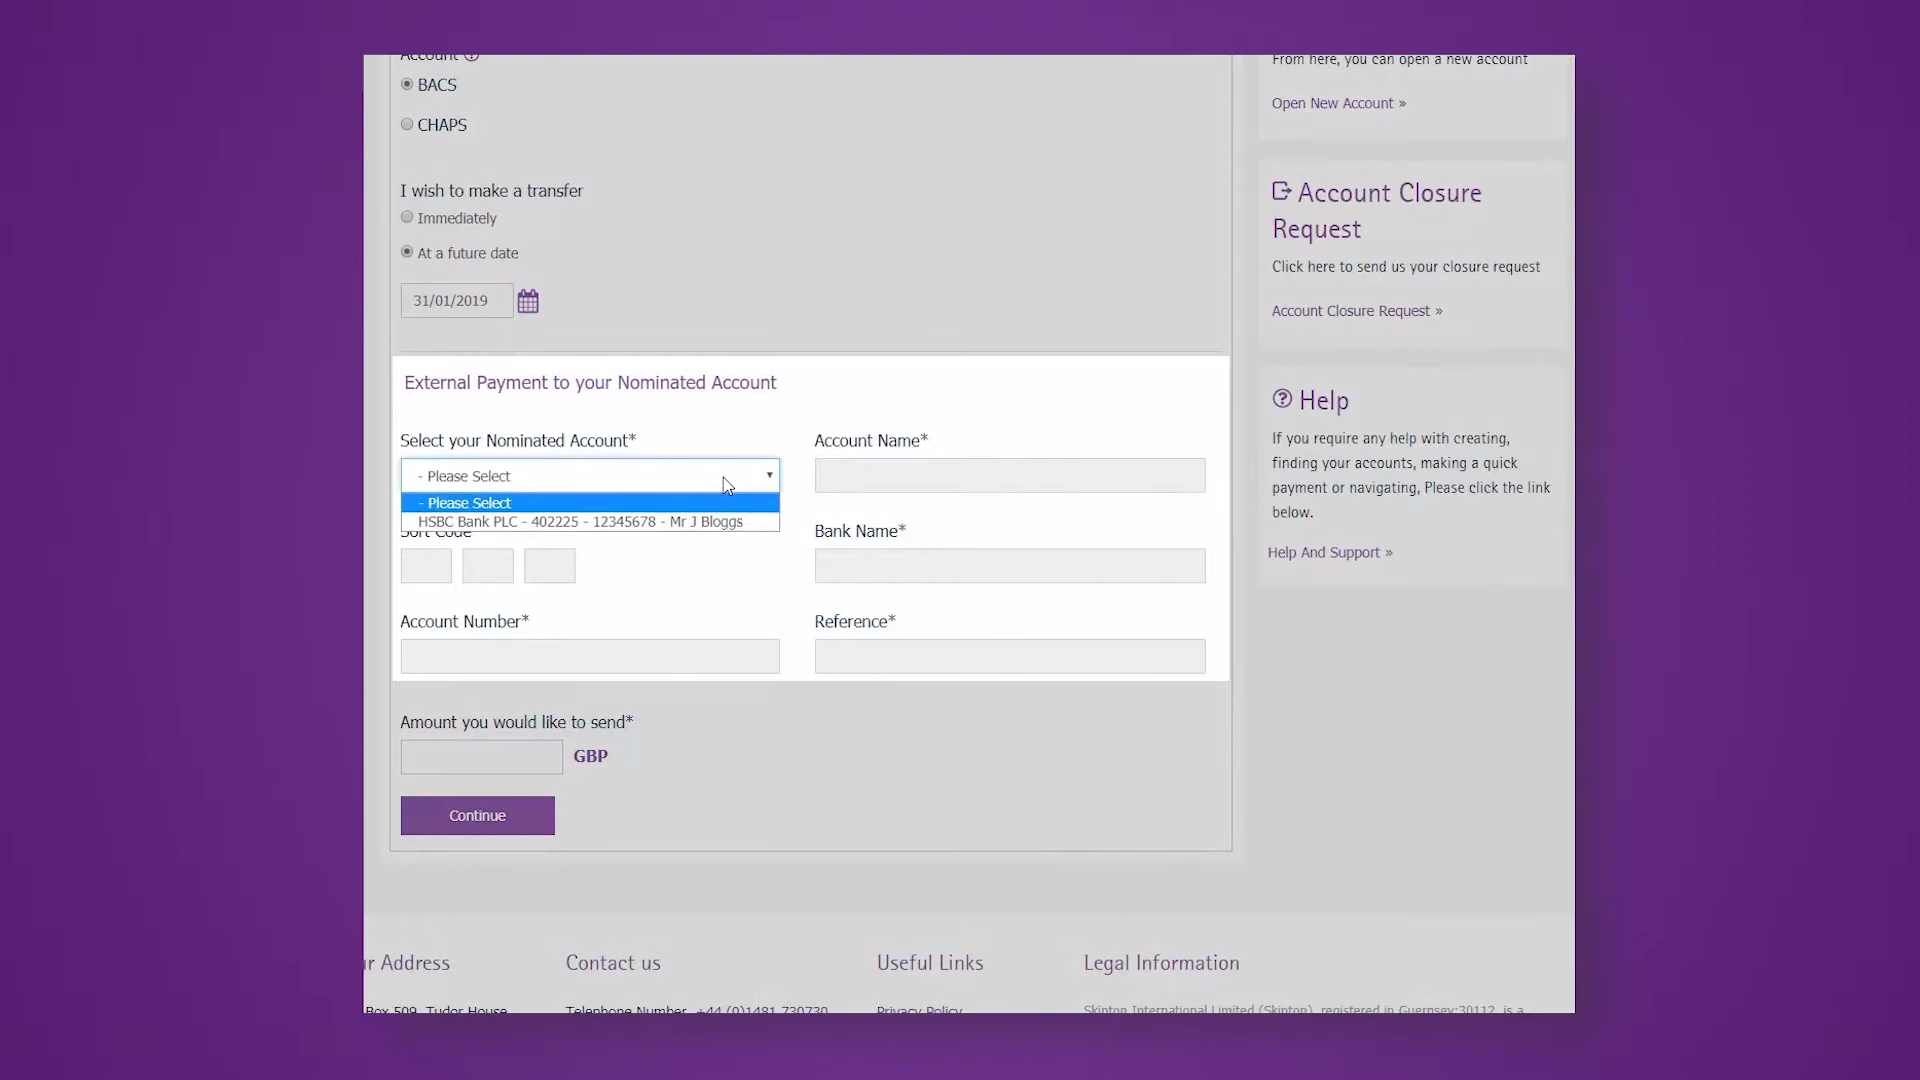 Account
From here, you can open a new account
BACS
Open New Account »
CHAPS
I wish to make a transfer
Immediately
At a future date
31/01/2019
Account Closure
Request
Click here to send us your closure request
Account Closure Request »
External Payment to your Nominated Account
Select your Nominated Account*
Account Name*
- Please Select
- Please Select
HSBC Bank PLC - 402225 - 12345678 - Mr J Bloggs
Sort Code
Bank Name*
Account Number*
Reference*
Help
If you require any help with creating,
finding your accounts, making a quick
payment or navigating, Please click the link
below.
Help And Support »
Amount you would like to send*
GBP
Continue
r Address
Contact us
Useful Links
Legal Information
Box 509, Tudor House
Telephone Number +44 (0)1481 730730
Privacy Policy
Skipton International Limited (Skipton), registered in Guernsey:30112, is a